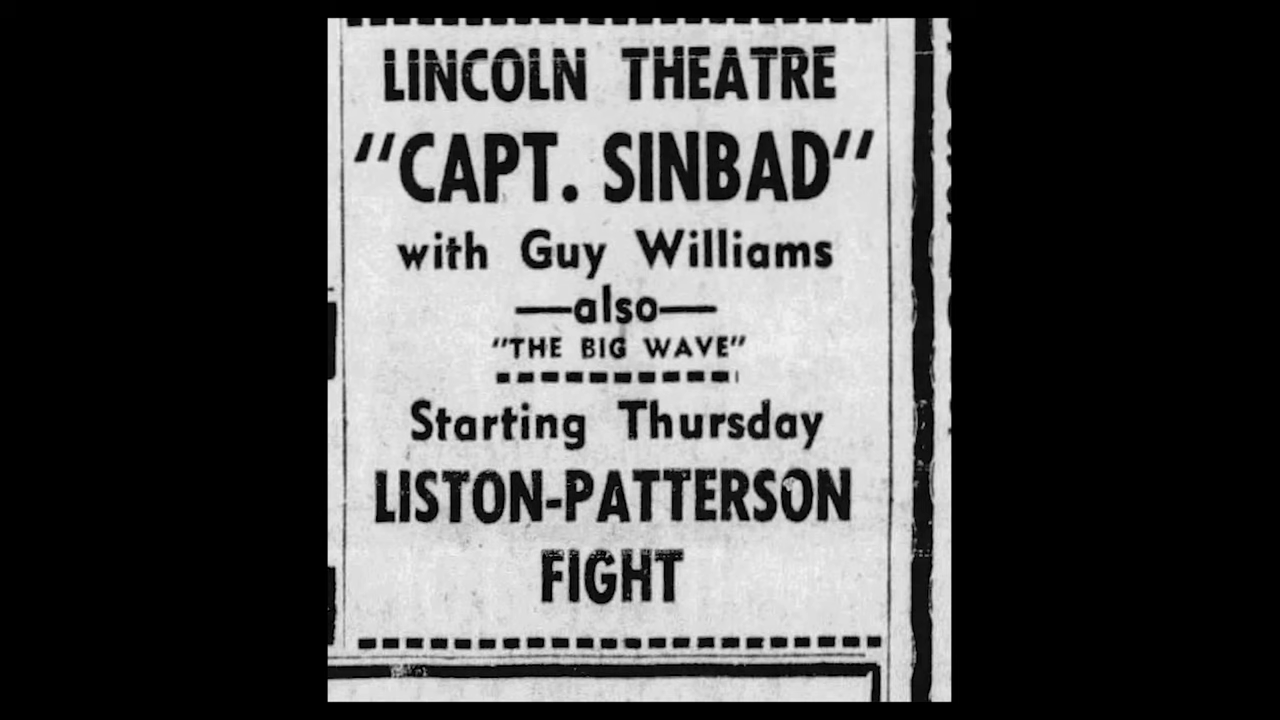 LINCOLN THEATRE
"CAPT. SINBAD"
with Guy Williams
—also—
"THE BIG WAVE"
Starting Thursday
LISTON-PATTERSON
FIGHT